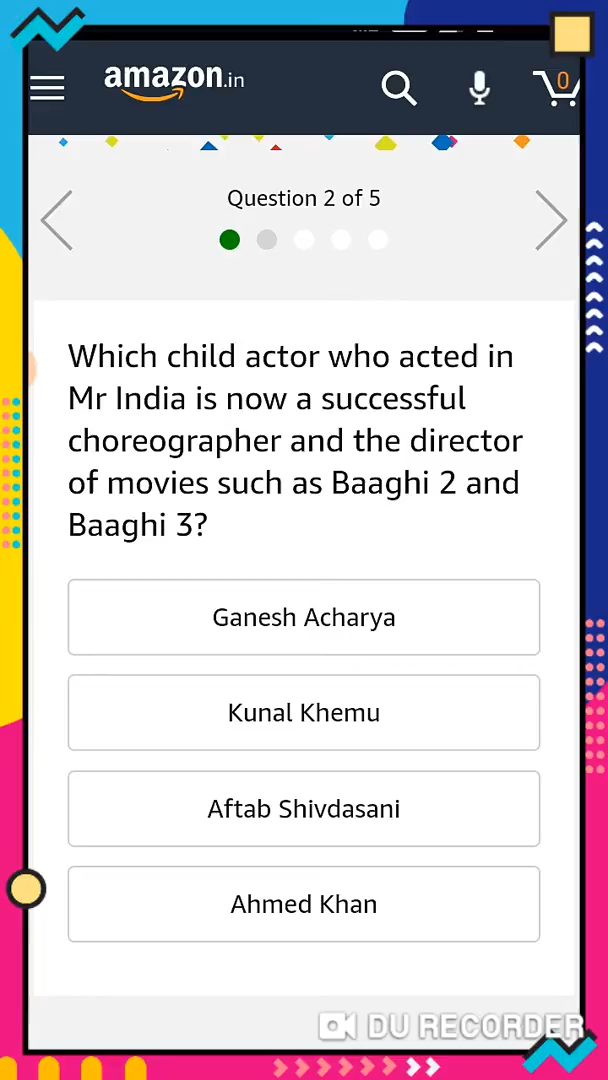 amazon.in
0
Question 2 of 5
Which child actor who acted in
Mr India is now a successful
choreographer and the director
of movies such as Baaghi 2 and
Baaghi 3?
Ganesh Acharya
Kunal Khemu
Aftab Shivdasani
Ahmed Khan
DU RECORDER